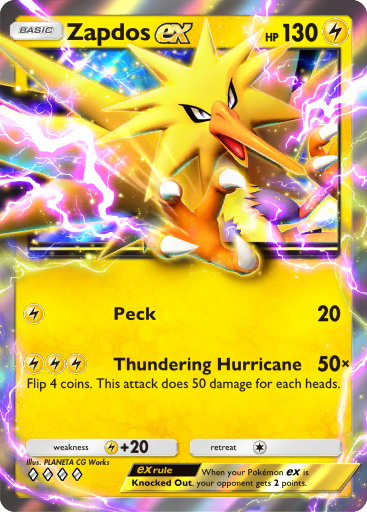 BASIC Zapdos ex HP 130
Peck 20
Thundering Hurricane 50×
Flip 4 coins. This attack does 50 damage for each heads.
weakness +20 retreat
Illus. PLANETA CG Works
ex rule When your Pokémon ex is
Knocked Out, your opponent gets 2 points.